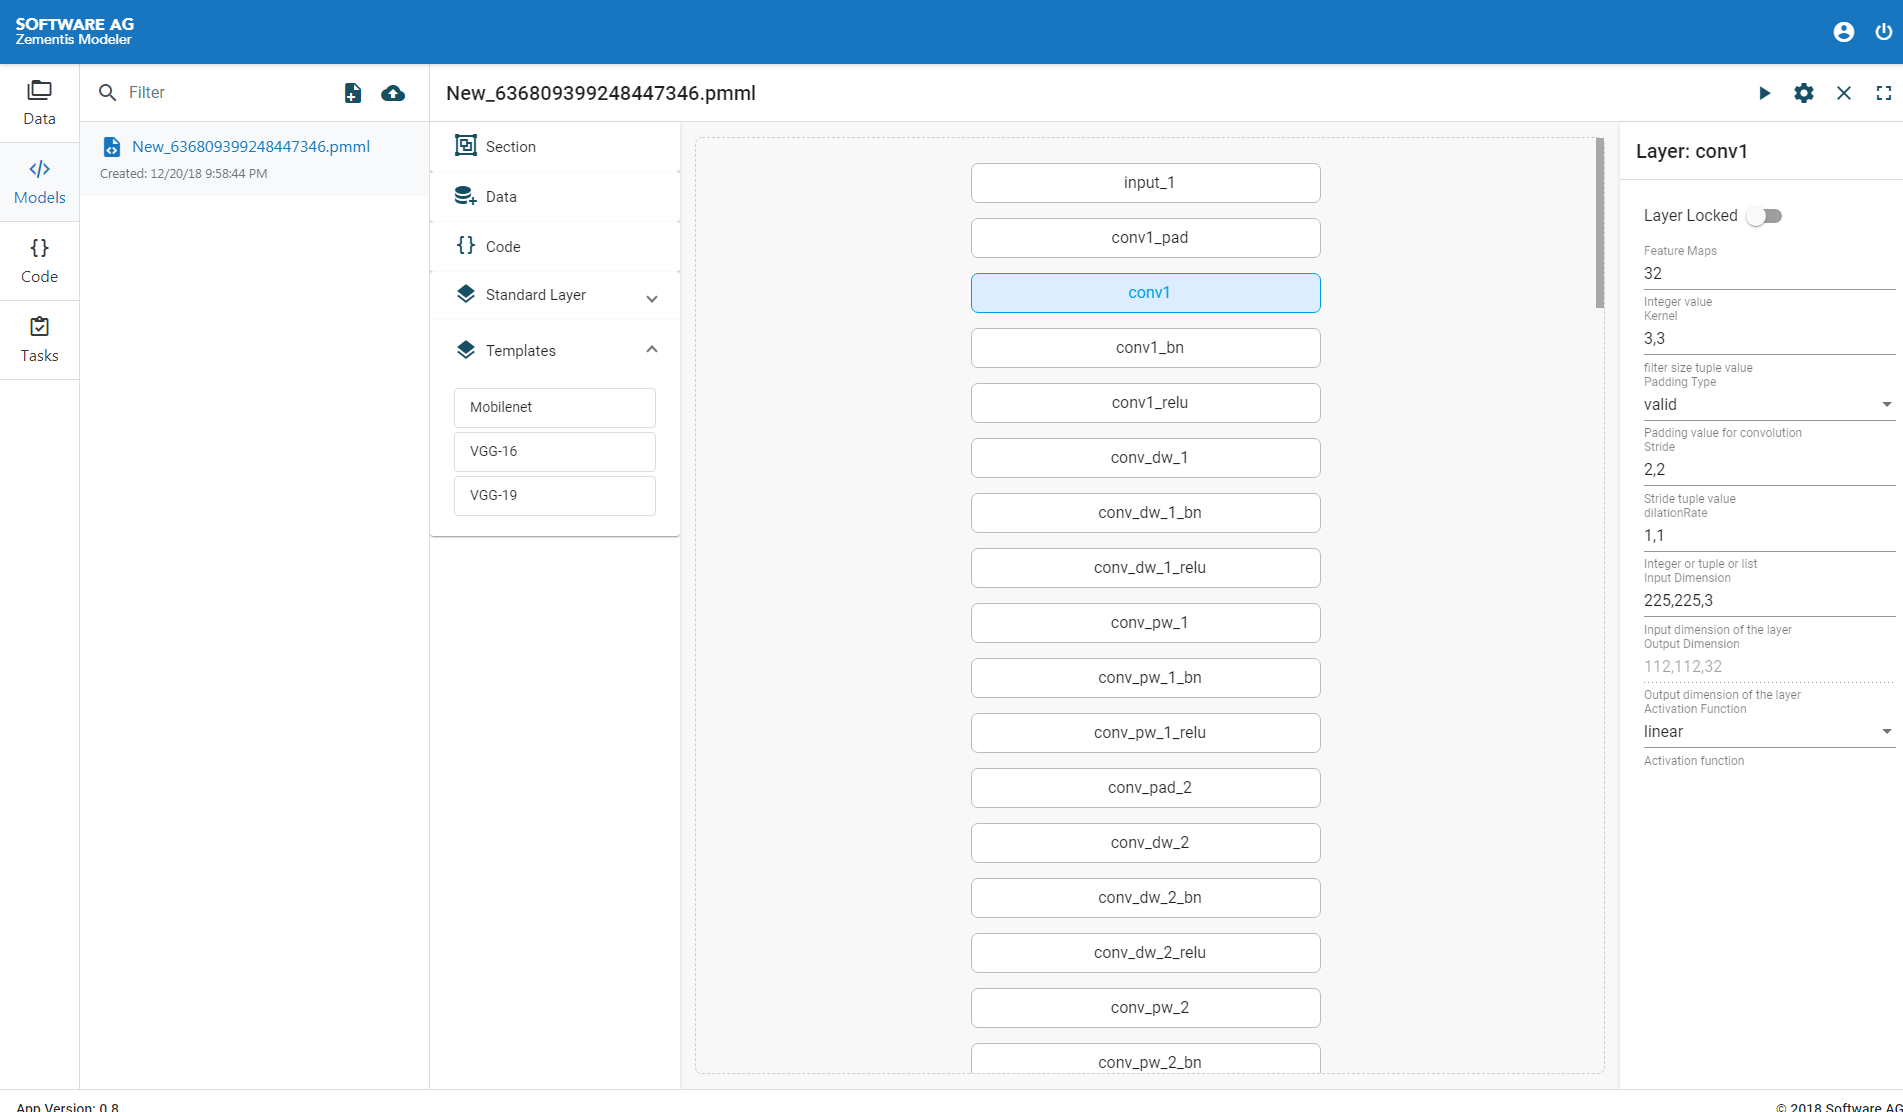 SOFTWARE AG
Zementis Modeler
Data
Models
Code
Tasks
Filter
New_636809399248447346.pmml
Created: 12/20/18 9:58:44 PM
New_636809399248447346.pmml
Section
Data
Code
Standard Layer
Templates
Mobilenet
VGG-16
VGG-19
input_1
conv1_pad
conv1
conv1_bn
conv1_relu
conv_dw_1
conv_dw_1_bn
conv_dw_1_relu
conv_pw_1
conv_pw_1_bn
conv_pw_1_relu
conv_pad_2
conv_dw_2
conv_dw_2_bn
conv_dw_2_relu
conv_pw_2
conv_pw_2_bn
Layer: conv1
Layer Locked
Feature Maps
32
Integer value
Kernel
3,3
filter size tuple value
Padding Type
valid
Padding value for convolution
Stride
2,2
Stride tuple value
dilationRate
1,1
Integer or tuple or list
Input Dimension
225,225,3
Input dimension of the layer
Output Dimension
112,112,32
Output dimension of the layer
Activation Function
linear
Activation function
App Version: 0.8
© 2018 Software AG